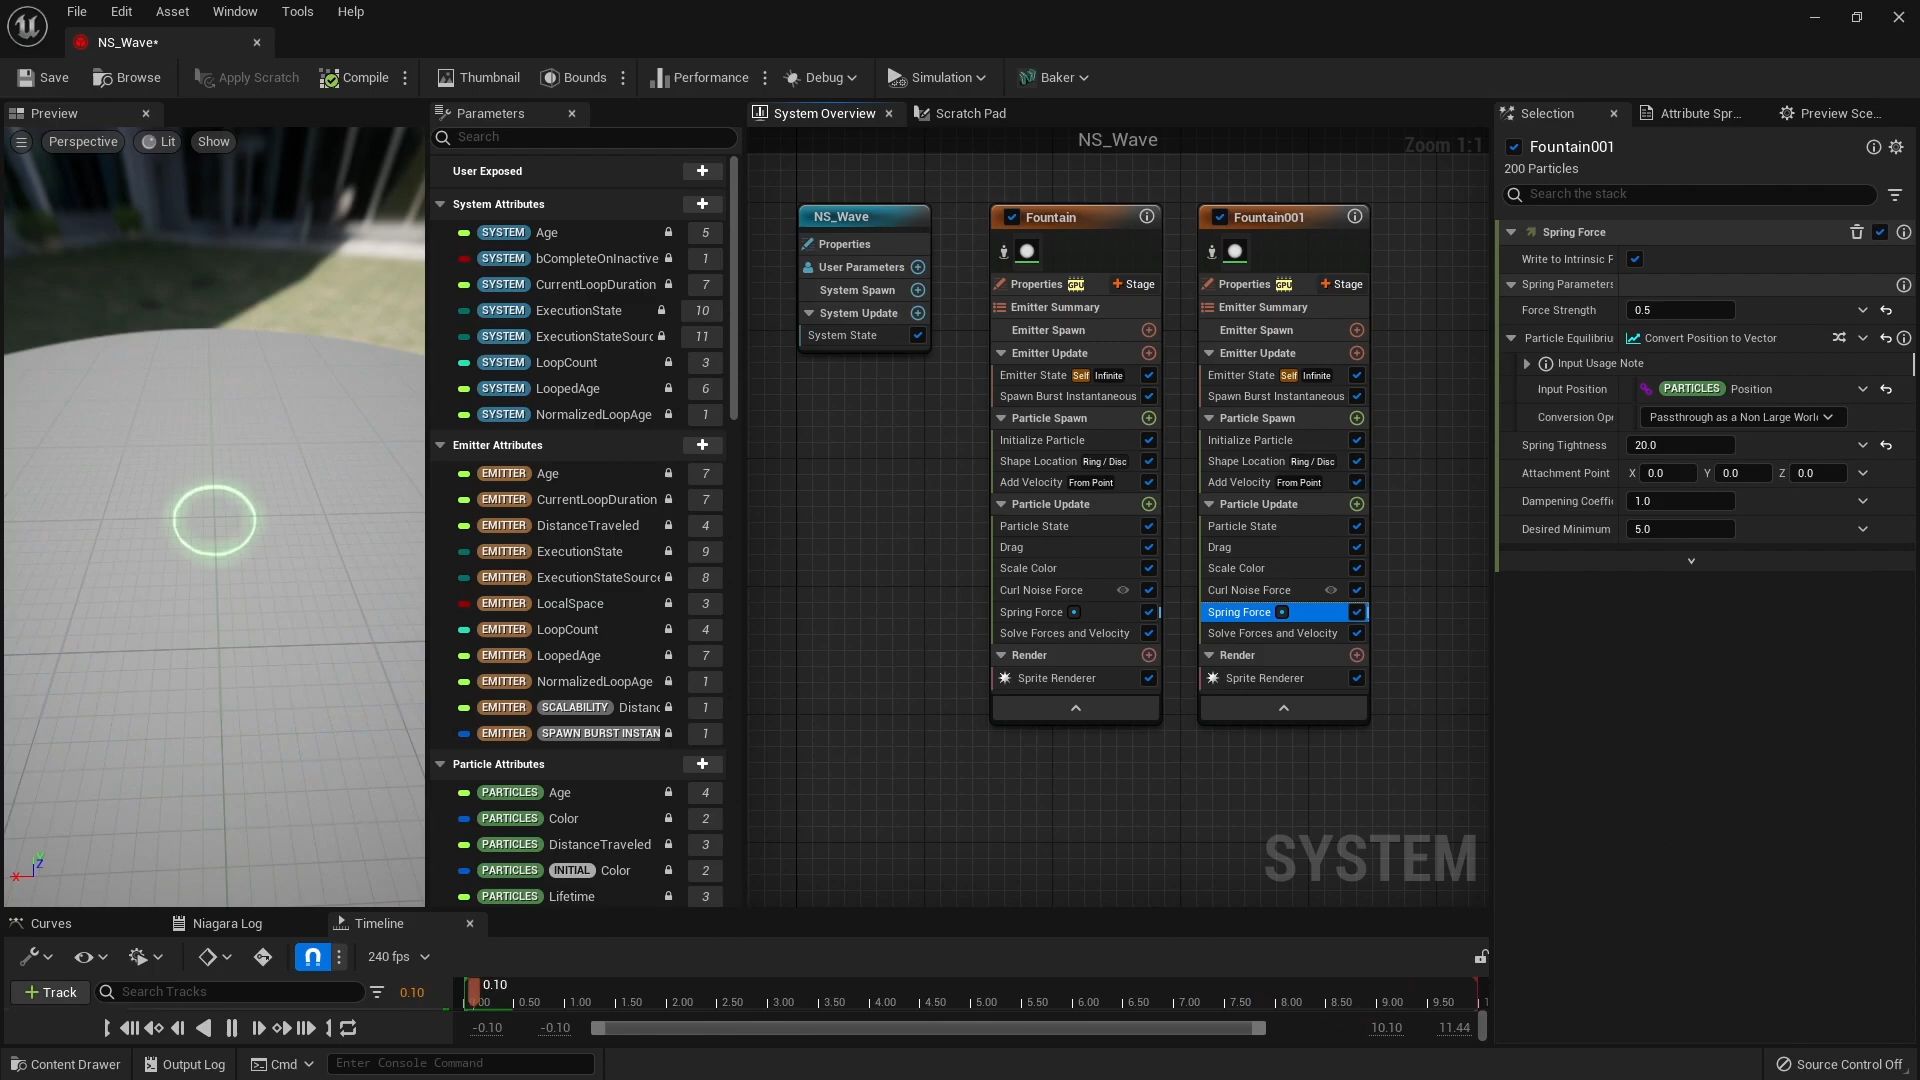 File Edit Asset Window Tools Help
NS_Wave*
Save Browse Apply Scratch Compile Thumbnail Bounds Performance Debug Simulation Baker
Preview
Perspective Lit Show
Parameters
Search
User Exposed
System Attributes
SYSTEM Age 5
SYSTEM bCompleteOnInactive 1
SYSTEM CurrentLoopDuration 7
SYSTEM ExecutionState 10
SYSTEM ExecutionStateSourc 11
SYSTEM LoopCount 3
SYSTEM LoopedAge 6
SYSTEM NormalizedLoopAge 1
Emitter Attributes
EMITTER Age 7
EMITTER CurrentLoopDuration 7
EMITTER DistanceTraveled 4
EMITTER ExecutionState 9
EMITTER ExecutionStateSource 8
EMITTER LocalSpace 3
EMITTER LoopCount 4
EMITTER LoopedAge 7
EMITTER NormalizedLoopAge 1
EMITTER SCALABILITY Distanc 1
EMITTER SPAWN BURST INSTAN 1
Particle Attributes
PARTICLES Age 4
PARTICLES Color 2
PARTICLES DistanceTraveled 3
PARTICLES INITIAL Color 2
PARTICLES Lifetime 3
System Overview Scratch Pad
NS_Wave
Zoom 1:1
NS_Wave
Properties
User Parameters
System Spawn
System Update
System State
Fountain
Properties GPU Stage
Emitter Summary
Emitter Spawn
Emitter Update
Emitter State Self Infinite
Spawn Burst Instantaneous
Particle Spawn
Initialize Particle
Shape Location Ring / Disc
Add Velocity From Point
Particle Update
Particle State
Drag
Scale Color
Curl Noise Force
Spring Force
Solve Forces and Velocity
Render
Sprite Renderer
Fountain001
Properties GPU Stage
Emitter Summary
Emitter Spawn
Emitter Update
Emitter State Self Infinite
Spawn Burst Instantaneous
Particle Spawn
Initialize Particle
Shape Location Ring / Disc
Add Velocity From Point
Particle Update
Particle State
Drag
Scale Color
Curl Noise Force
Spring Force
Solve Forces and Velocity
Render
Sprite Renderer
SYSTEM
Selection Attribute Spr... Preview Sce...
Fountain001
200 Particles
Search the stack
Spring Force
Write to Intrinsic F
Spring Parameters
Force Strength 0.5
Particle Equilibriu Convert Position to Vector
Input Usage Note
Input Position PARTICLES Position
Conversion Ope Passthrough as a Non Large Worl
Spring Tightness 20.0
Attachment Point X 0.0 Y 0.0 Z 0.0
Dampening Coeffi 1.0
Desired Minimum 5.0
X Z
Curves Niagara Log Timeline
240 fps
Track Search Tracks 0.10
0.10
0.50 1.00 1.50 2.00 2.50 3.00 3.50 4.00 4.50 5.00 5.50 6.00 6.50 7.00 7.50 8.00 8.50 9.00 9.50
-0.10 -0.10 10.10 11.44
Content Drawer Output Log Cmd Enter Console Command Source Control Off